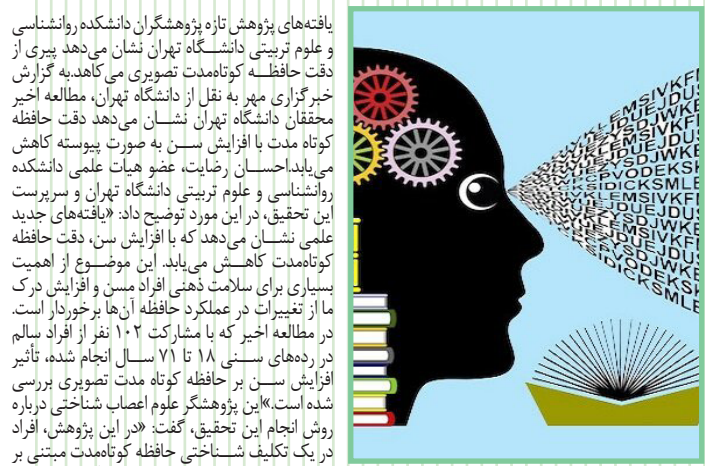 یافته‌های پژوهش تازه پژوهشگران دانشکده روانشناسی
و علوم تربیتی دانشگاه تهران نشان می‌دهد پیری از
دقت حافظه کوتاه‌مدت تصویری می‌کاهد.به گزارش
خبرگزاری مهر به نقل از دانشگاه تهران، مطالعه اخیر
محققان دانشگاه تهران نشان می‌دهد دقت حافظه
کوتاه مدت با افزایش سن به صورت پیوسته کاهش
می‌یابد.احسان رضایت، عضو هیات علمی دانشکده
روانشناسی و علوم تربیتی دانشگاه تهران و سرپرست
این تحقیق، در این مورد توضیح داد: «یافته‌های جدید
علمی نشان می‌دهد که با افزایش سن، دقت حافظه
کوتاه‌مدت کاهش می‌یابد. این موضوع از اهمیت
بسیاری برای سلامت ذهنی افراد مسن و افزایش درک
ما از تغییرات در عملکرد حافظه آن‌ها برخوردار است.
در مطالعه اخیر که با مشارکت ۱۰۲ نفر از افراد سالم
در رده‌های سنی ۱۸ تا ۷۱ سال انجام شده، تأثیر
افزایش سن بر حافظه کوتاه مدت تصویری بررسی
شده است.»این پژوهشگر علوم اعصاب شناختی درباره
روش انجام این تحقیق، گفت: «در این پژوهش، افراد
در یک تکلیف شناختی حافظه کوتاه‌مدت مبتنی بر